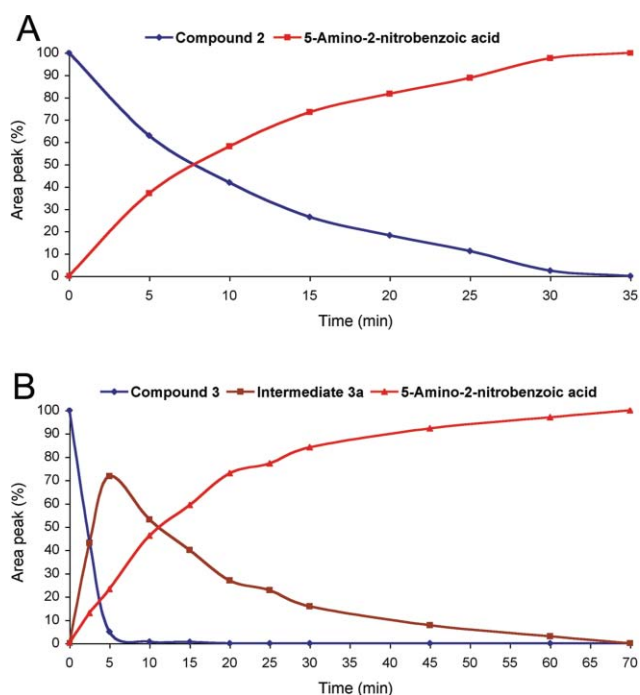 A
Compound 2 5-Amino-2-nitrobenzoic acid
100
90
80
70
60
50
40
30
20
10
0
Area peak (%)
0 5 10 15 20 25 30 35
Time (min)
B
Compound 3 Intermediate 3a 5-Amino-2-nitrobenzoic acid
100
90
80
70
60
50
40
30
20
10
0
Area peak (%)
0 5 10 15 20 25 30 35 40 45 50 55 60 65 70
Time (min)